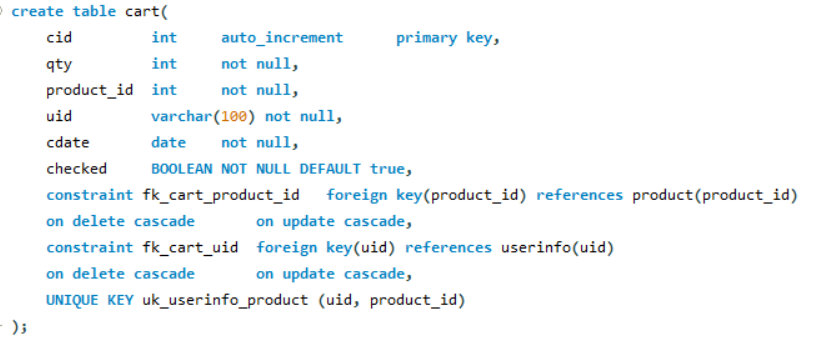 create table cart(
cid int auto_increment primary key,
qty int not null,
product_id int not null,
uid varchar(100) not null,
cdate date not null,
checked BOOLEAN NOT NULL DEFAULT true,
constraint fk_cart_product_id foreign key(product_id) references product(product_id)
on delete cascade on update cascade,
constraint fk_cart_uid foreign key(uid) references userinfo(uid)
on delete cascade on update cascade,
UNIQUE KEY uk_userinfo_product (uid, product_id)
);